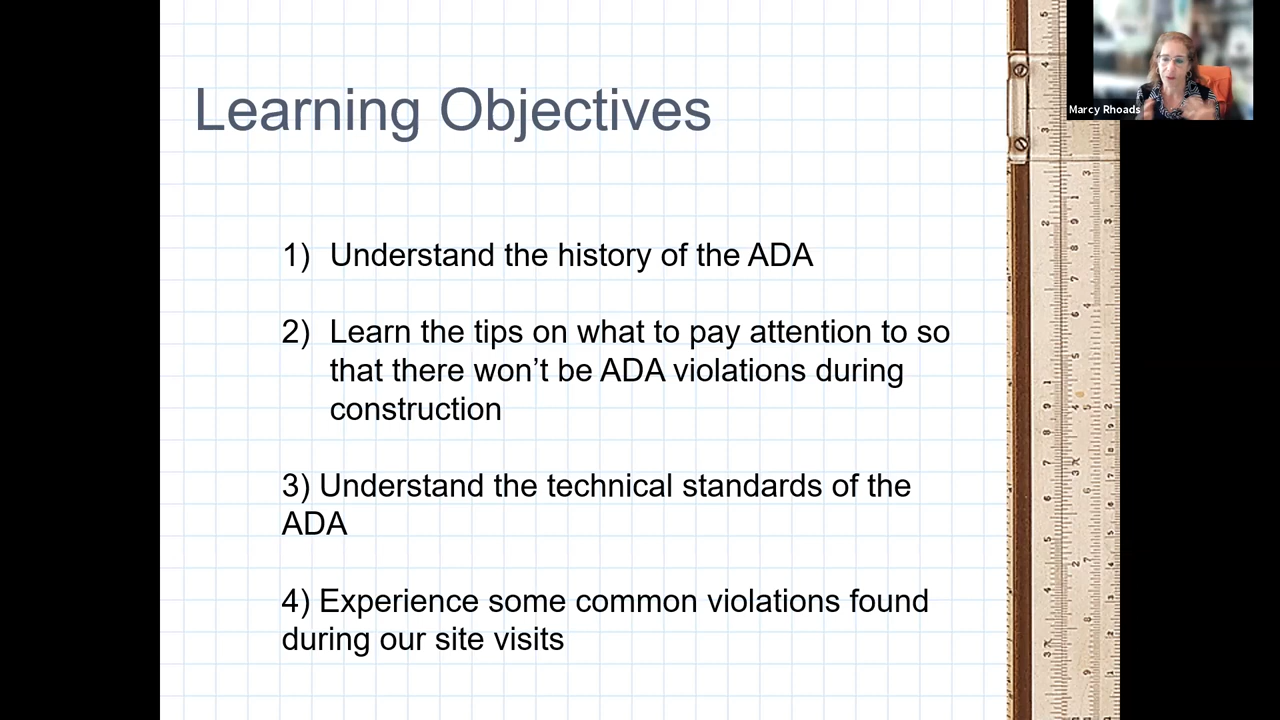 Learning Objectives
Marcy Rhoads
1) Understand the history of the ADA
2) Learn the tips on what to pay attention to so
that there won’t be ADA violations during
construction
3) Understand the technical standards of the
ADA
4) Experience some common violations found
during our site visits